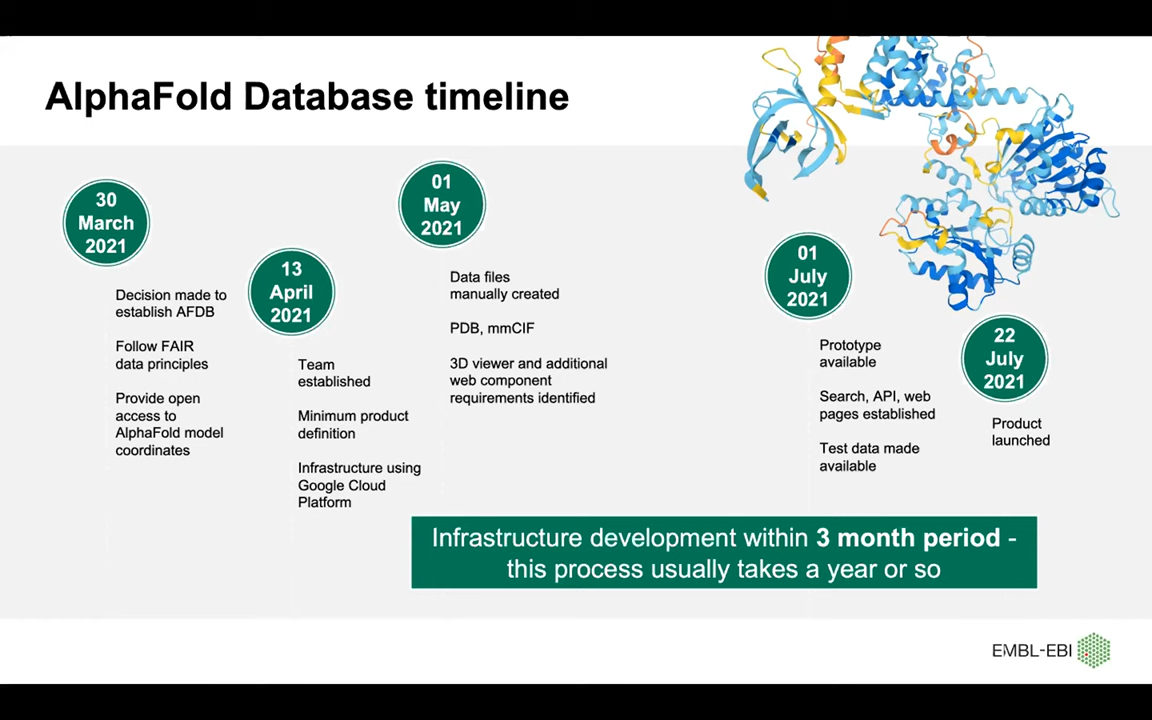 AlphaFold Database timeline
30
March
2021
Decision made to
establish AFDB
Follow FAIR
data principles
Provide open
access to
AlphaFold model
coordinates
13
April
2021
Team
established
Minimum product
definition
Infrastructure using
Google Cloud
Platform
01
May
2021
Data files
manually created
PDB, mmCIF
3D viewer and additional
web component
requirements identified
01
July
2021
Prototype
available
Search, API, web
pages established
Test data made
available
22
July
2021
Product
launched
Infrastructure development within 3 month period -
this process usually takes a year or so
EMBL-EBI